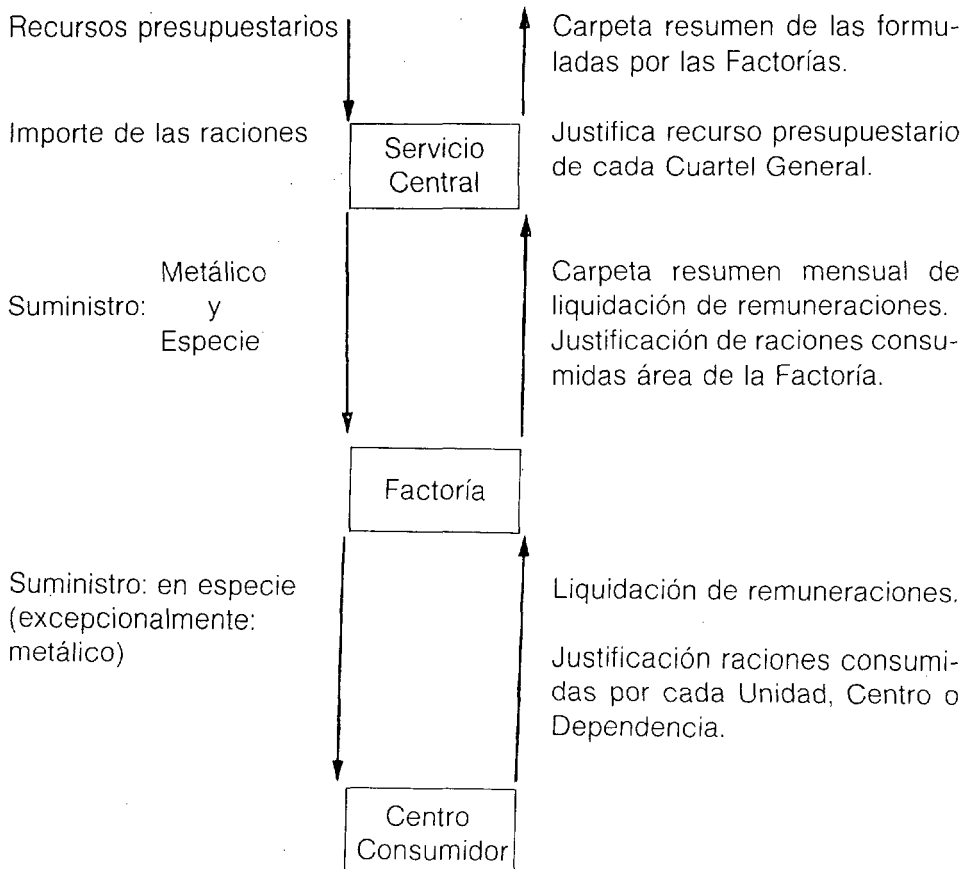 Recursos presupuestarios
Carpeta resumen de las formu-
ladas por las Factorías.
Importe de las raciones
Servicio
Central
Justifica recurso presupuestario
de cada Cuartel General.
Metálico
Suministro: y
Especie
Carpeta resumen mensual de
liquidación de remuneraciones.
Justificación de raciones consu-
midas área de la Factoría.
Factoría
Suministro: en especie
(excepcionalmente:
metálico)
Liquidación de remuneraciones.
Justificación raciones consumi-
das por cada Unidad, Centro o
Dependencia.
Centro
Consumidor